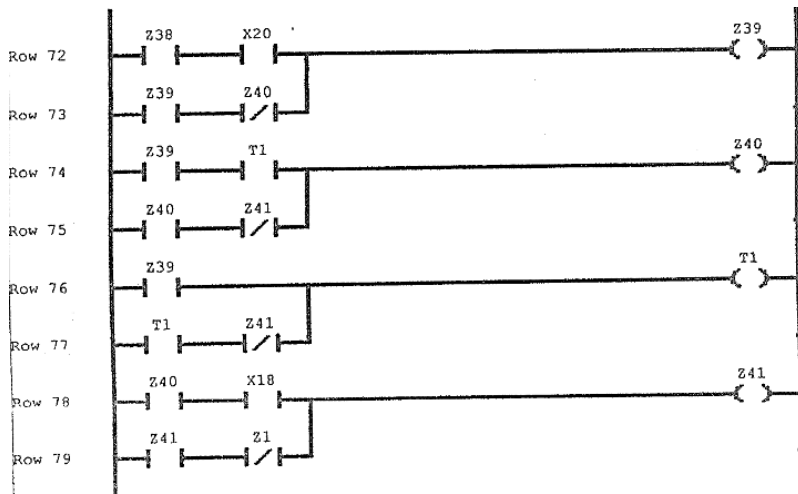 Z38 X20 Z39
Row 72
Z39 Z40
Row 73
Z39 T1 Z40
Row 74
Z40 Z41
Row 75
Z39 T1
Row 76
T1 Z41
Row 77
Z40 X18 Z41
Row 78
Z41 Z1
Row 79